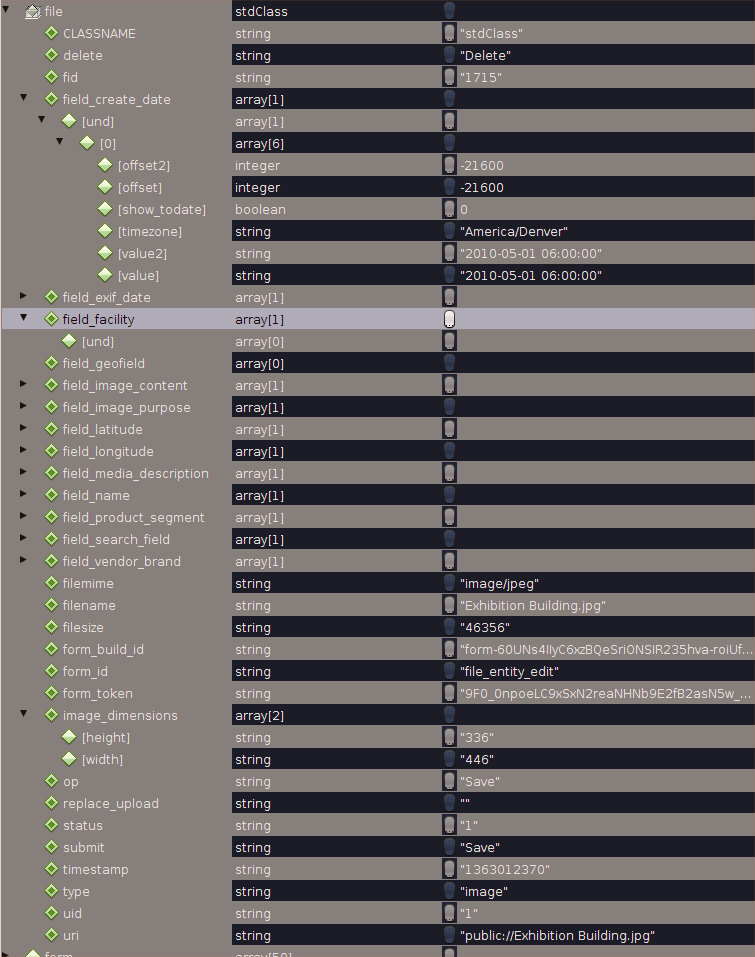 file stdClass
CLASSNAME string "stdClass"
delete string "Delete"
fid string "1715"
field_create_date array[1]
[und] array[1]
[0] array[6]
[offset2] integer -21600
[offset] integer -21600
[show_todate] boolean 0
[timezone] string "America/Denver"
[value2] string "2010-05-01 06:00:00"
[value] string "2010-05-01 06:00:00"
field_exif_date array[1]
field_facility array[1]
[und] array[0]
field_geofield array[0]
field_image_content array[1]
field_image_purpose array[1]
field_latitude array[1]
field_longitude array[1]
field_media_description array[1]
field_name array[1]
field_product_segment array[1]
field_search_field array[1]
field_vendor_brand array[1]
filemime string "image/jpeg"
filename string "Exhibition Building.jpg"
filesize string "46356"
form_build_id string
form_id string "file_entity_edit"
form_token string
image_dimensions array[2]
[height] string "336"
[width] string "446"
op string "Save"
replace_upload string ""
status string "1"
submit string "Save"
timestamp string "1363012370"
type string "image"
uid string "1"
uri string "public://Exhibition Building.jpg"